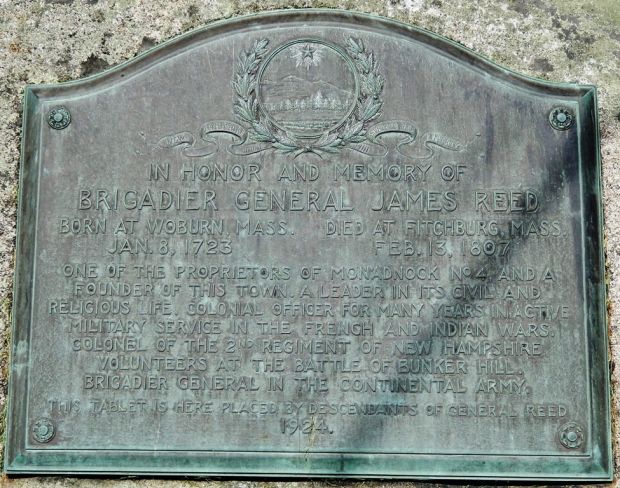 IN HONOR AND MEMORY OF
BRIGADIER GENERAL JAMES REED
BORN AT WOBURN, MASS. DIED AT FITCHBURG, MASS.
JAN. 8, 1723 FEB. 13, 1807
ONE OF THE PROPRIETORS OF MONADNOCK NO. 4 AND A
FOUNDER OF THIS TOWN. A LEADER IN ITS CIVIL AND
RELIGIOUS LIFE. COLONIAL OFFICER FOR MANY YEARS IN ACTIVE
MILITARY SERVICE IN THE FRENCH AND INDIAN WARS.
COLONEL OF THE 2ND REGIMENT OF NEW HAMPSHIRE
VOLUNTEERS AT THE BATTLE OF BUNKER HILL.
BRIGADIER GENERAL IN THE CONTINENTAL ARMY.
THIS TABLET IS HERE PLACED BY DESCENDANTS OF GENERAL REED
1924.